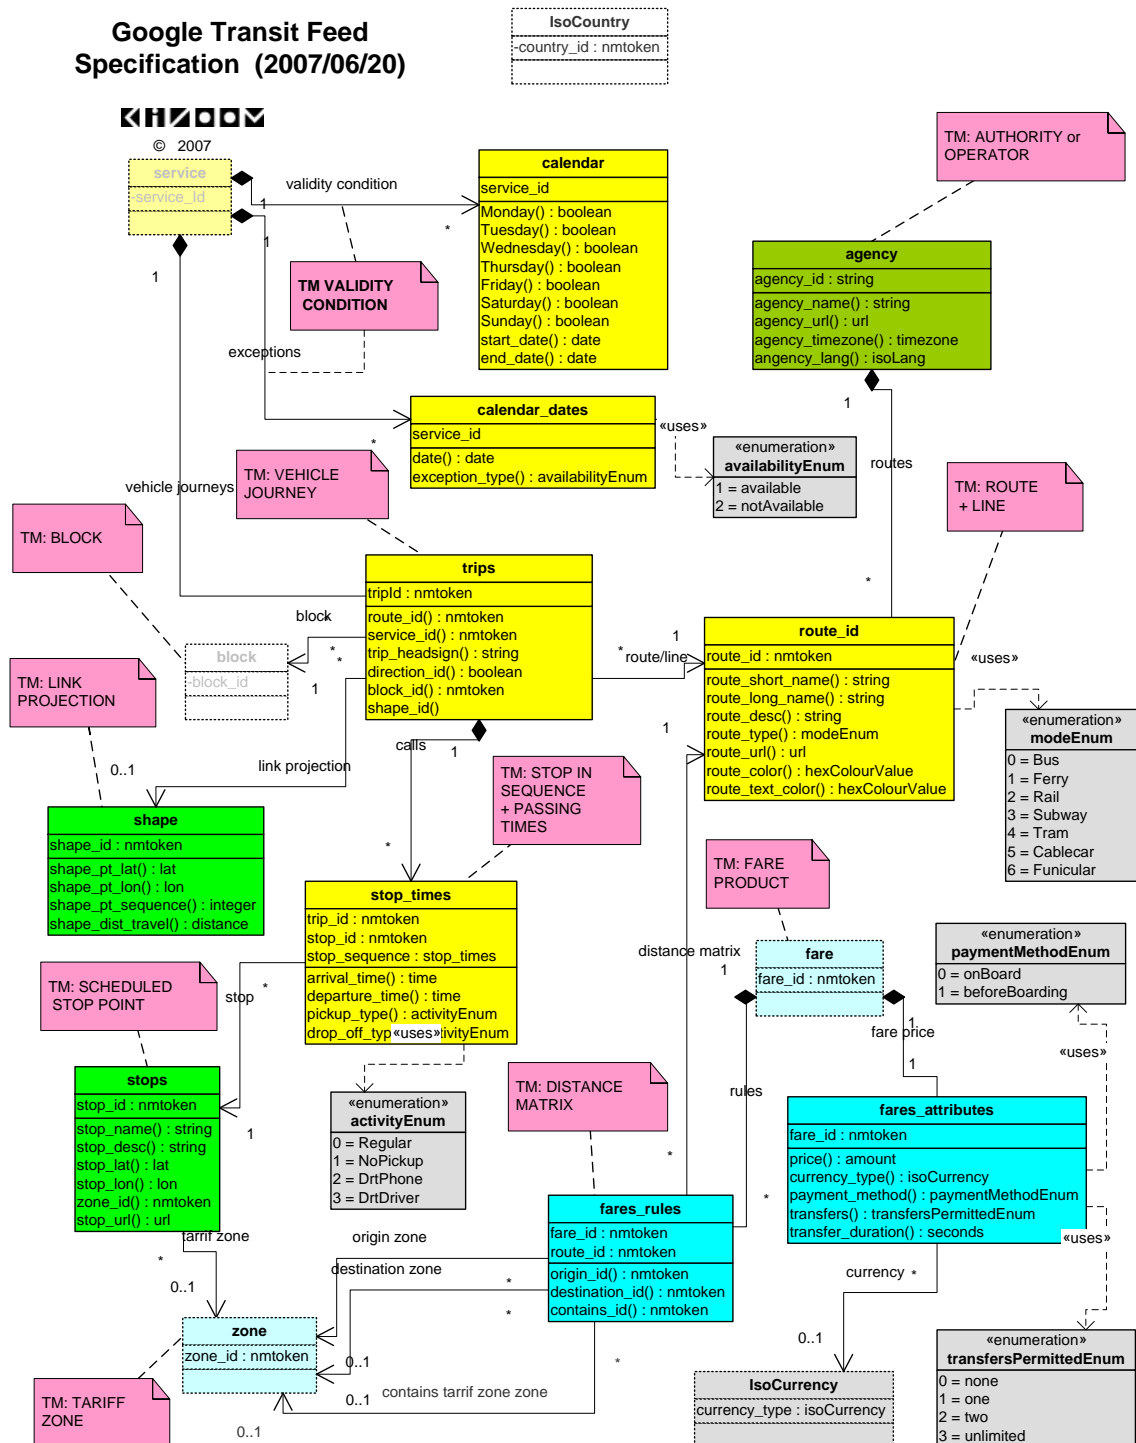 Google Transit Feed
Specification (2007/06/20)
IsoCountry
-country_id : nmtoken
KIZOOM
© 2007
service
-service_Id
validity condition
1
*
1
1
exceptions
*
vehicle journeys
calendar
service_id
Monday() : boolean
Tuesday() : boolean
Wednesday() : boolean
Thursday() : boolean
Friday() : boolean
Saturday() : boolean
Sunday() : boolean
start_date() : date
end_date() : date
TM VALIDITY
CONDITION
TM: AUTHORITY or
OPERATOR
agency
agency_id : string
agency_name() : string
agency_url() : url
agency_timezone() : timezone
angency_lang() : isoLang
1
routes
*
calendar_dates
service_id
date() : date
exception_type() : availabilityEnum
«uses»
«enumeration»
availabilityEnum
1 = available
2 = notAvailable
TM: VEHICLE
JOURNEY
TM: ROUTE
+ LINE
TM: BLOCK
trips
tripId : nmtoken
route_id() : nmtoken
service_id() : nmtoken
trip_headsign() : string
direction_id() : boolean
block_id() : nmtoken
shape_id()
block
*
*
*
1
block
-block_id
1
*
route/line
route_id
route_id : nmtoken
route_short_name() : string
route_long_name() : string
route_desc() : string
route_type() : modeEnum
route_url() : url
route_color() : hexColourValue
route_text_color() : hexColourValue
«uses»
«enumeration»
modeEnum
0 = Bus
1 = Ferry
2 = Rail
3 = Subway
4 = Tram
5 = Cablecar
6 = Funicular
TM: LINK
PROJECTION
0..1
link projection
calls
1
*
1
TM: STOP IN
SEQUENCE
+ PASSING
TIMES
shape
shape_id : nmtoken
shape_pt_lat() : lat
shape_pt_lon() : lon
shape_pt_sequence() : integer
shape_dist_travel() : distance
TM: FARE
PRODUCT
stop_times
trip_id : nmtoken
stop_id : nmtoken
stop_sequence : stop_times
arrival_time() : time
departure_time() : time
pickup_type() : activityEnum
drop_off_typ «uses» tivityEnum
distance matrix
1
fare
fare_id : nmtoken
1
fare price
1
rules
«enumeration»
paymentMethodEnum
0 = onBoard
1 = beforeBoarding
«uses»
TM: SCHEDULED
STOP POINT
stop
*
1
stops
stop_id : nmtoken
stop_name() : string
stop_desc() : string
stop_lat() : lat
stop_lon() : lon
zone_id() : nmtoken
stop_url() : url
«enumeration»
activityEnum
0 = Regular
1 = NoPickup
2 = DrtPhone
3 = DrtDriver
TM: DISTANCE
MATRIX
fares_attributes
fare_id : nmtoken
price() : amount
currency_type() : isoCurrency
payment_method() : paymentMethodEnum
transfers() : transfersPermittedEnum
transfer_duration() : seconds
«uses»
*
*
fares_rules
fare_id : nmtoken
route_id : nmtoken
origin_id() : nmtoken
destination_id() : nmtoken
contains_id() : nmtoken
tarrif zone
*
0..1
origin zone
*
destination zone
*
*
*
currency
*
0..1
zone
zone_id : nmtoken
0..1
0..1
contains tarrif zone zone
0..1
TM: TARIFF
ZONE
IsoCurrency
currency_type : isoCurrency
«enumeration»
transfersPermittedEnum
0 = none
1 = one
2 = two
3 = unlimited